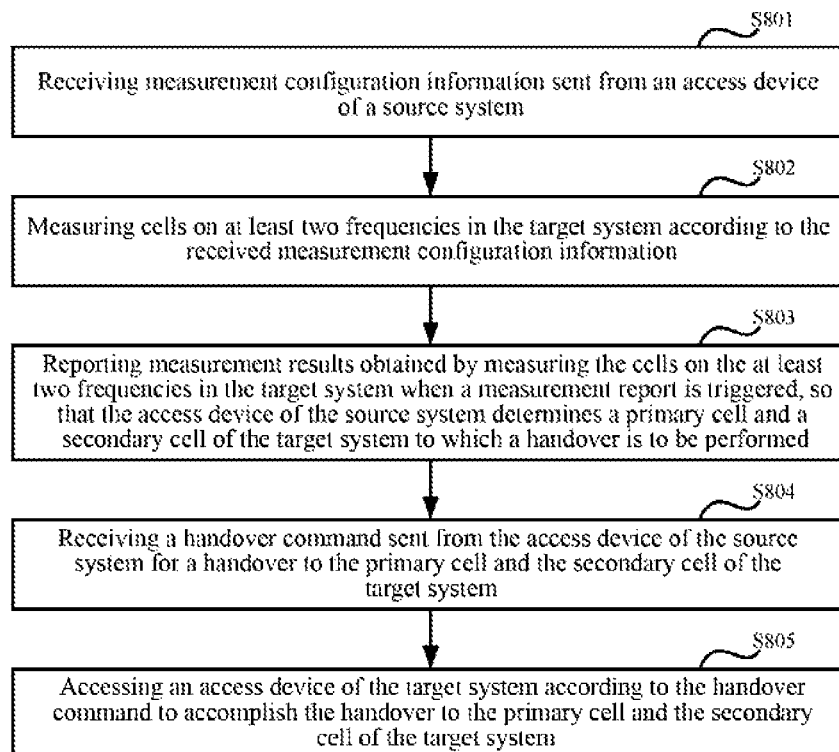 S801
Receiving measurement configuration information sent from an access device
of a source system
S802
Measuring cells on at least two frequencies in the target system according to the
received measurement configuration information
S803
Reporting measurement results obtained by measuring the cells on the at least
two frequencies in the target system when a measurement report is triggered, so
that the access device of the source system determines a primary cell and a
secondary cell of the target system to which a handover is to be performed
S804
Receiving a handover command sent from the access device of the source
system for a handover to the primary cell and the secondary cell of the
target system
S805
Accessing an access device of the target system according to the handover
command to accomplish the handover to the primary cell and the secondary
cell of the target system